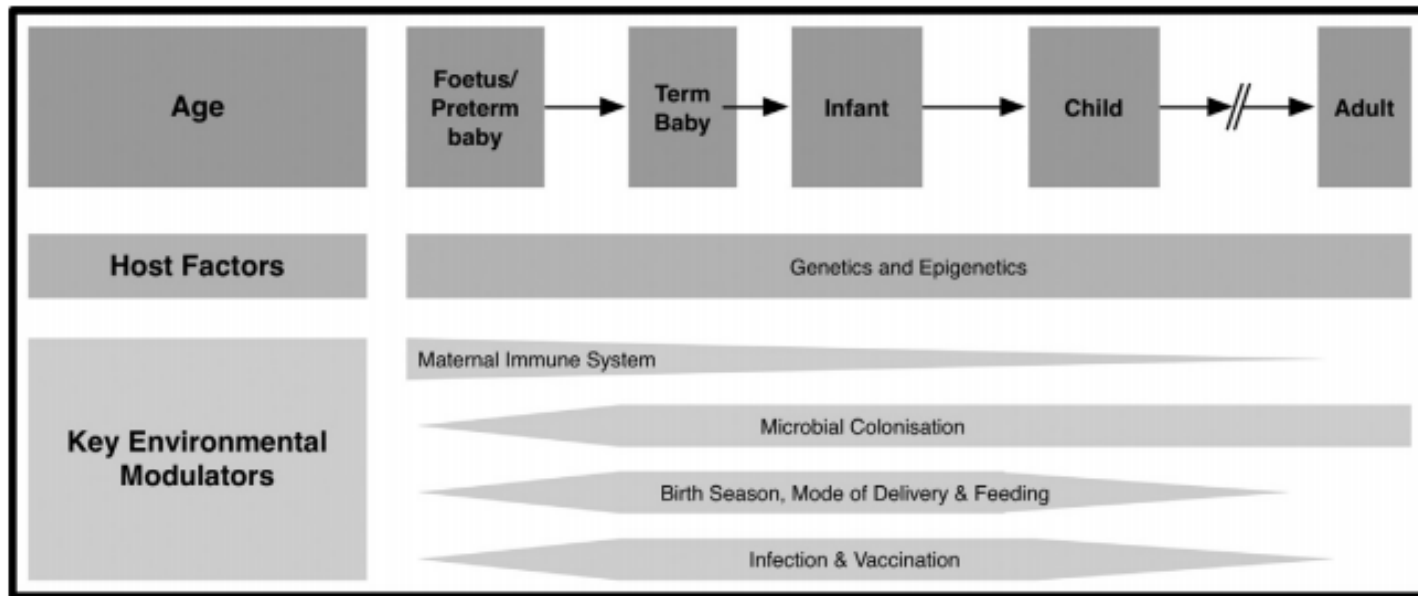 Age
Foetus/
Preterm
baby
Term
Baby
Infant
Child
Adult
Host Factors
Genetics and Epigenetics
Key Environmental
Modulators
Maternal Immune System
Microbial Colonisation
Birth Season, Mode of Delivery & Feeding
Infection & Vaccination